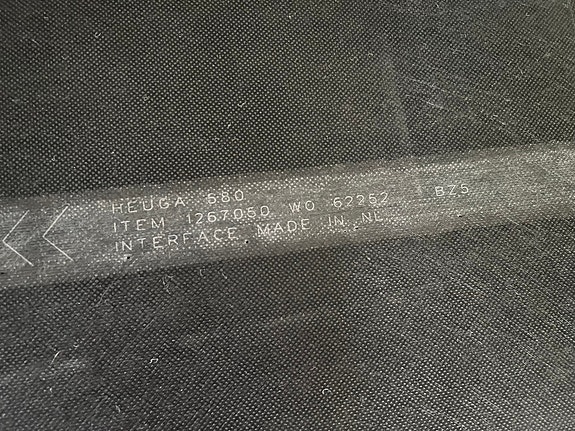 HEUGA 580
ITEM 1267050 WO 62252 BZ5
INTERFACE MADE IN NL